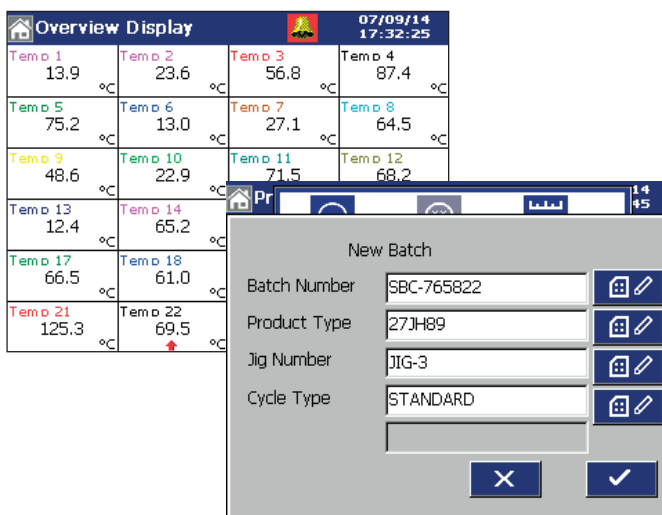 Overview Display
07/09/14
17:32:25
Temp 1 Temp 2 Temp 3 Temp 4
13.9 23.6 56.8 87.4
°C °C °C °C
Temp 5 Temp 6 Temp 7 Temp 8
75.2 13.0 27.1 64.5
°C °C °C °C
Temp 9 Temp 10 Temp 11 Temp 12
48.6 22.9 71.5 68.2
°C °C
Temp 13 Temp 14
12.4 65.2
°C °C
Temp 17 Temp 18
66.5 61.0
°C °C
Temp 21 Temp 22
125.3 69.5
°C °C
Pr
14
45
New Batch
Batch Number SBC-765822
Product Type 27JH89
Jig Number JIG-3
Cycle Type STANDARD